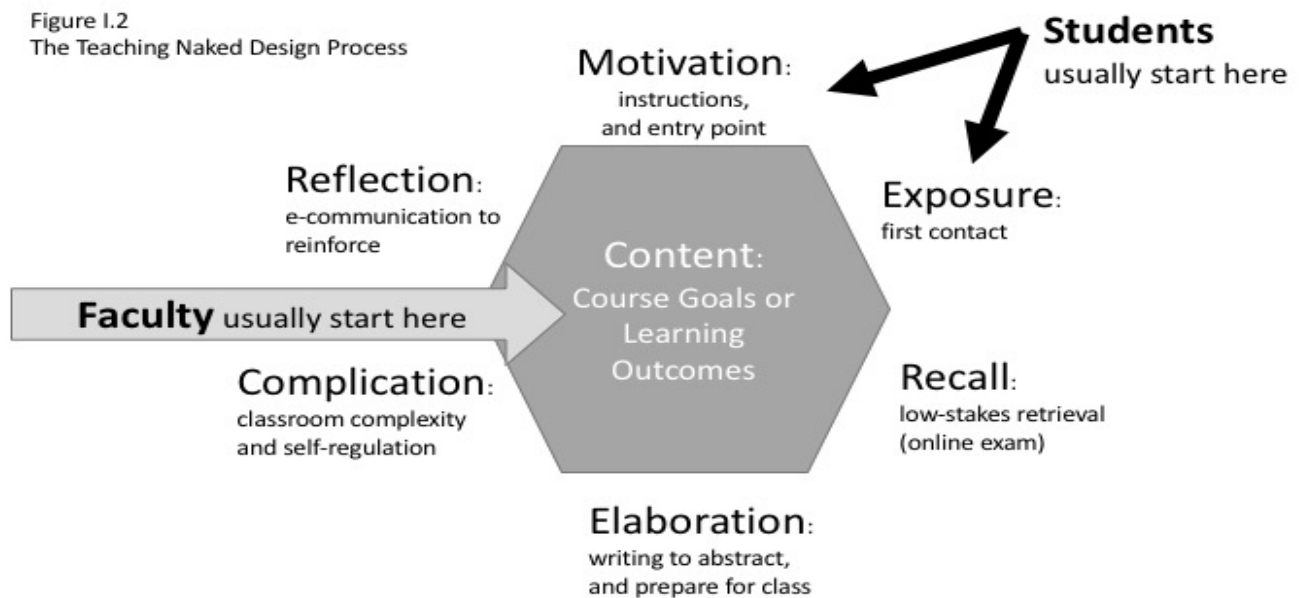 Figure I.2
The Teaching Naked Design Process
Students
usually start here
Motivation:
instructions,
and entry point
Exposure:
first contact
Reflection:
e-communication to
reinforce
Content:
Course Goals or
Learning
Outcomes
Faculty usually start here
Recall:
low-stakes retrieval
(online exam)
Complication:
classroom complexity
and self-regulation
Elaboration:
writing to abstract,
and prepare for class